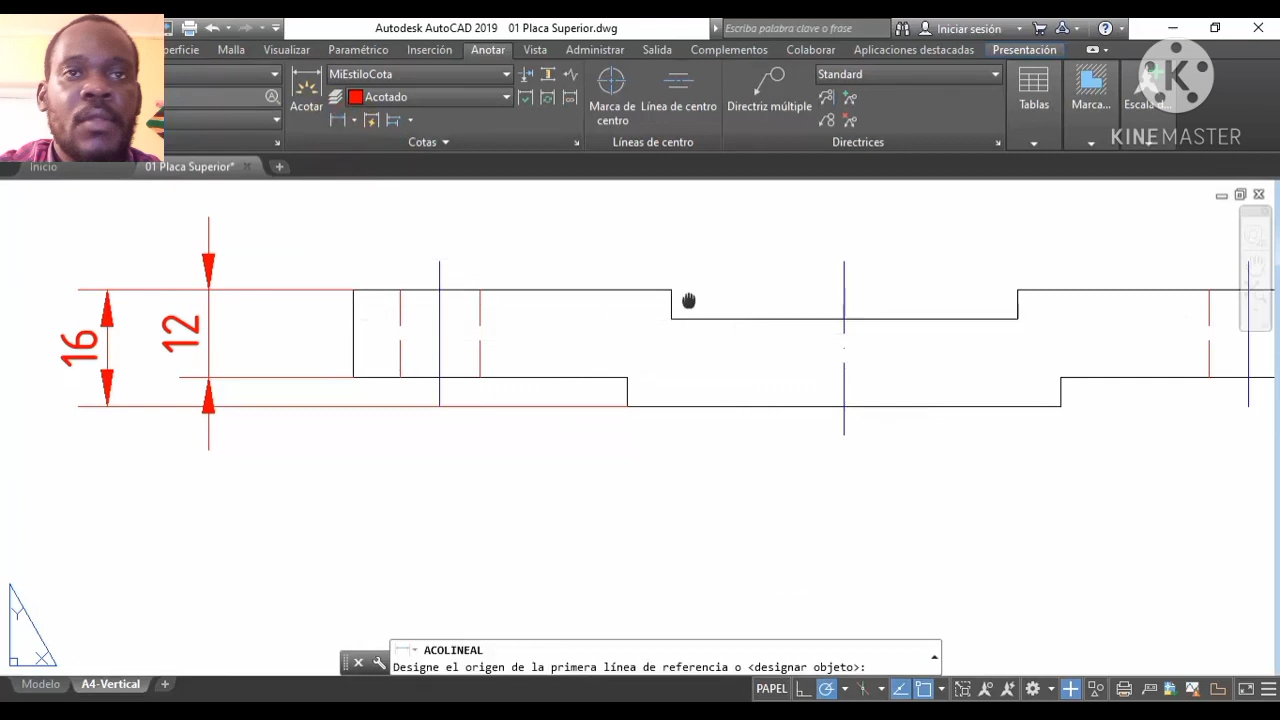 Autodesk AutoCAD 2019 01 Placa Superior.dwg
Escriba palabra clave o frase
Iniciar sesión
Malla Visualizar Paramétrico Inserción Anotar Vista Administrar Salida Complementos Colaborar Aplicaciones destacadas Presentación
MiEstiloCota
Standard
Acotado
Acotar
Marca de centro
Línea de centro
Directriz múltiple
Tablas
Marca...
Escala d...
K
KINEMASTER
Cotas
Líneas de centro
Directrices
Inicio
01 Placa Superior*
16
12
Y
X
ACOLINEAL
Designe el origen de la primera línea de referencia o <designar objeto>:
Modelo
A4-Vertical
PAPEL